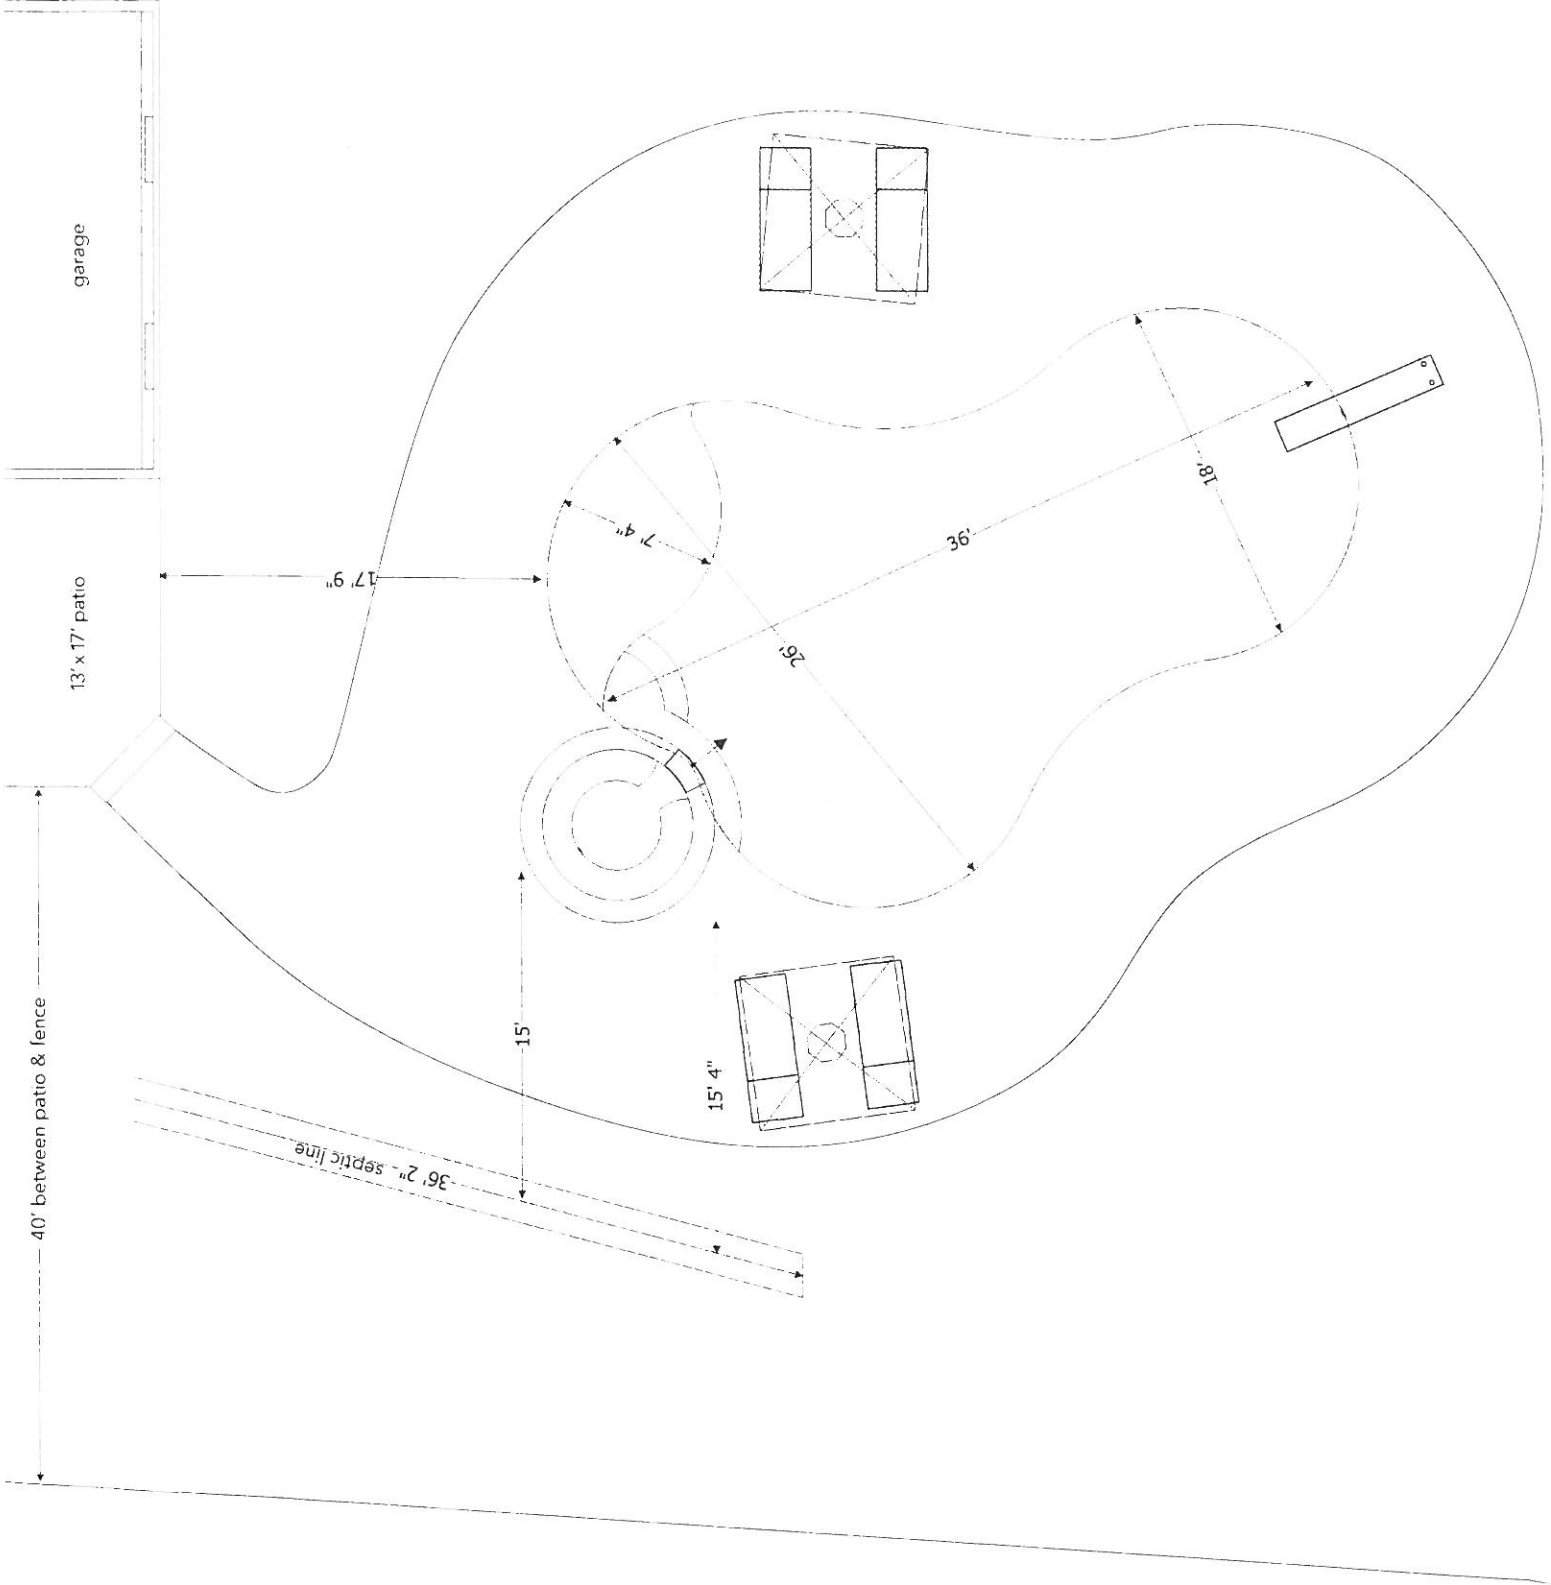 garage
7' 4"
18'
36'
17' 9"
13' x 17' patio
26'
15'
40' between patio & fence
15' 4"
36' 2" - septic line